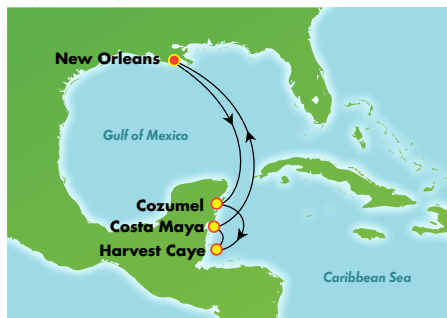 New Orleans
Gulf of Mexico
Cozumel
Costa Maya
Harvest Caye
Caribbean Sea